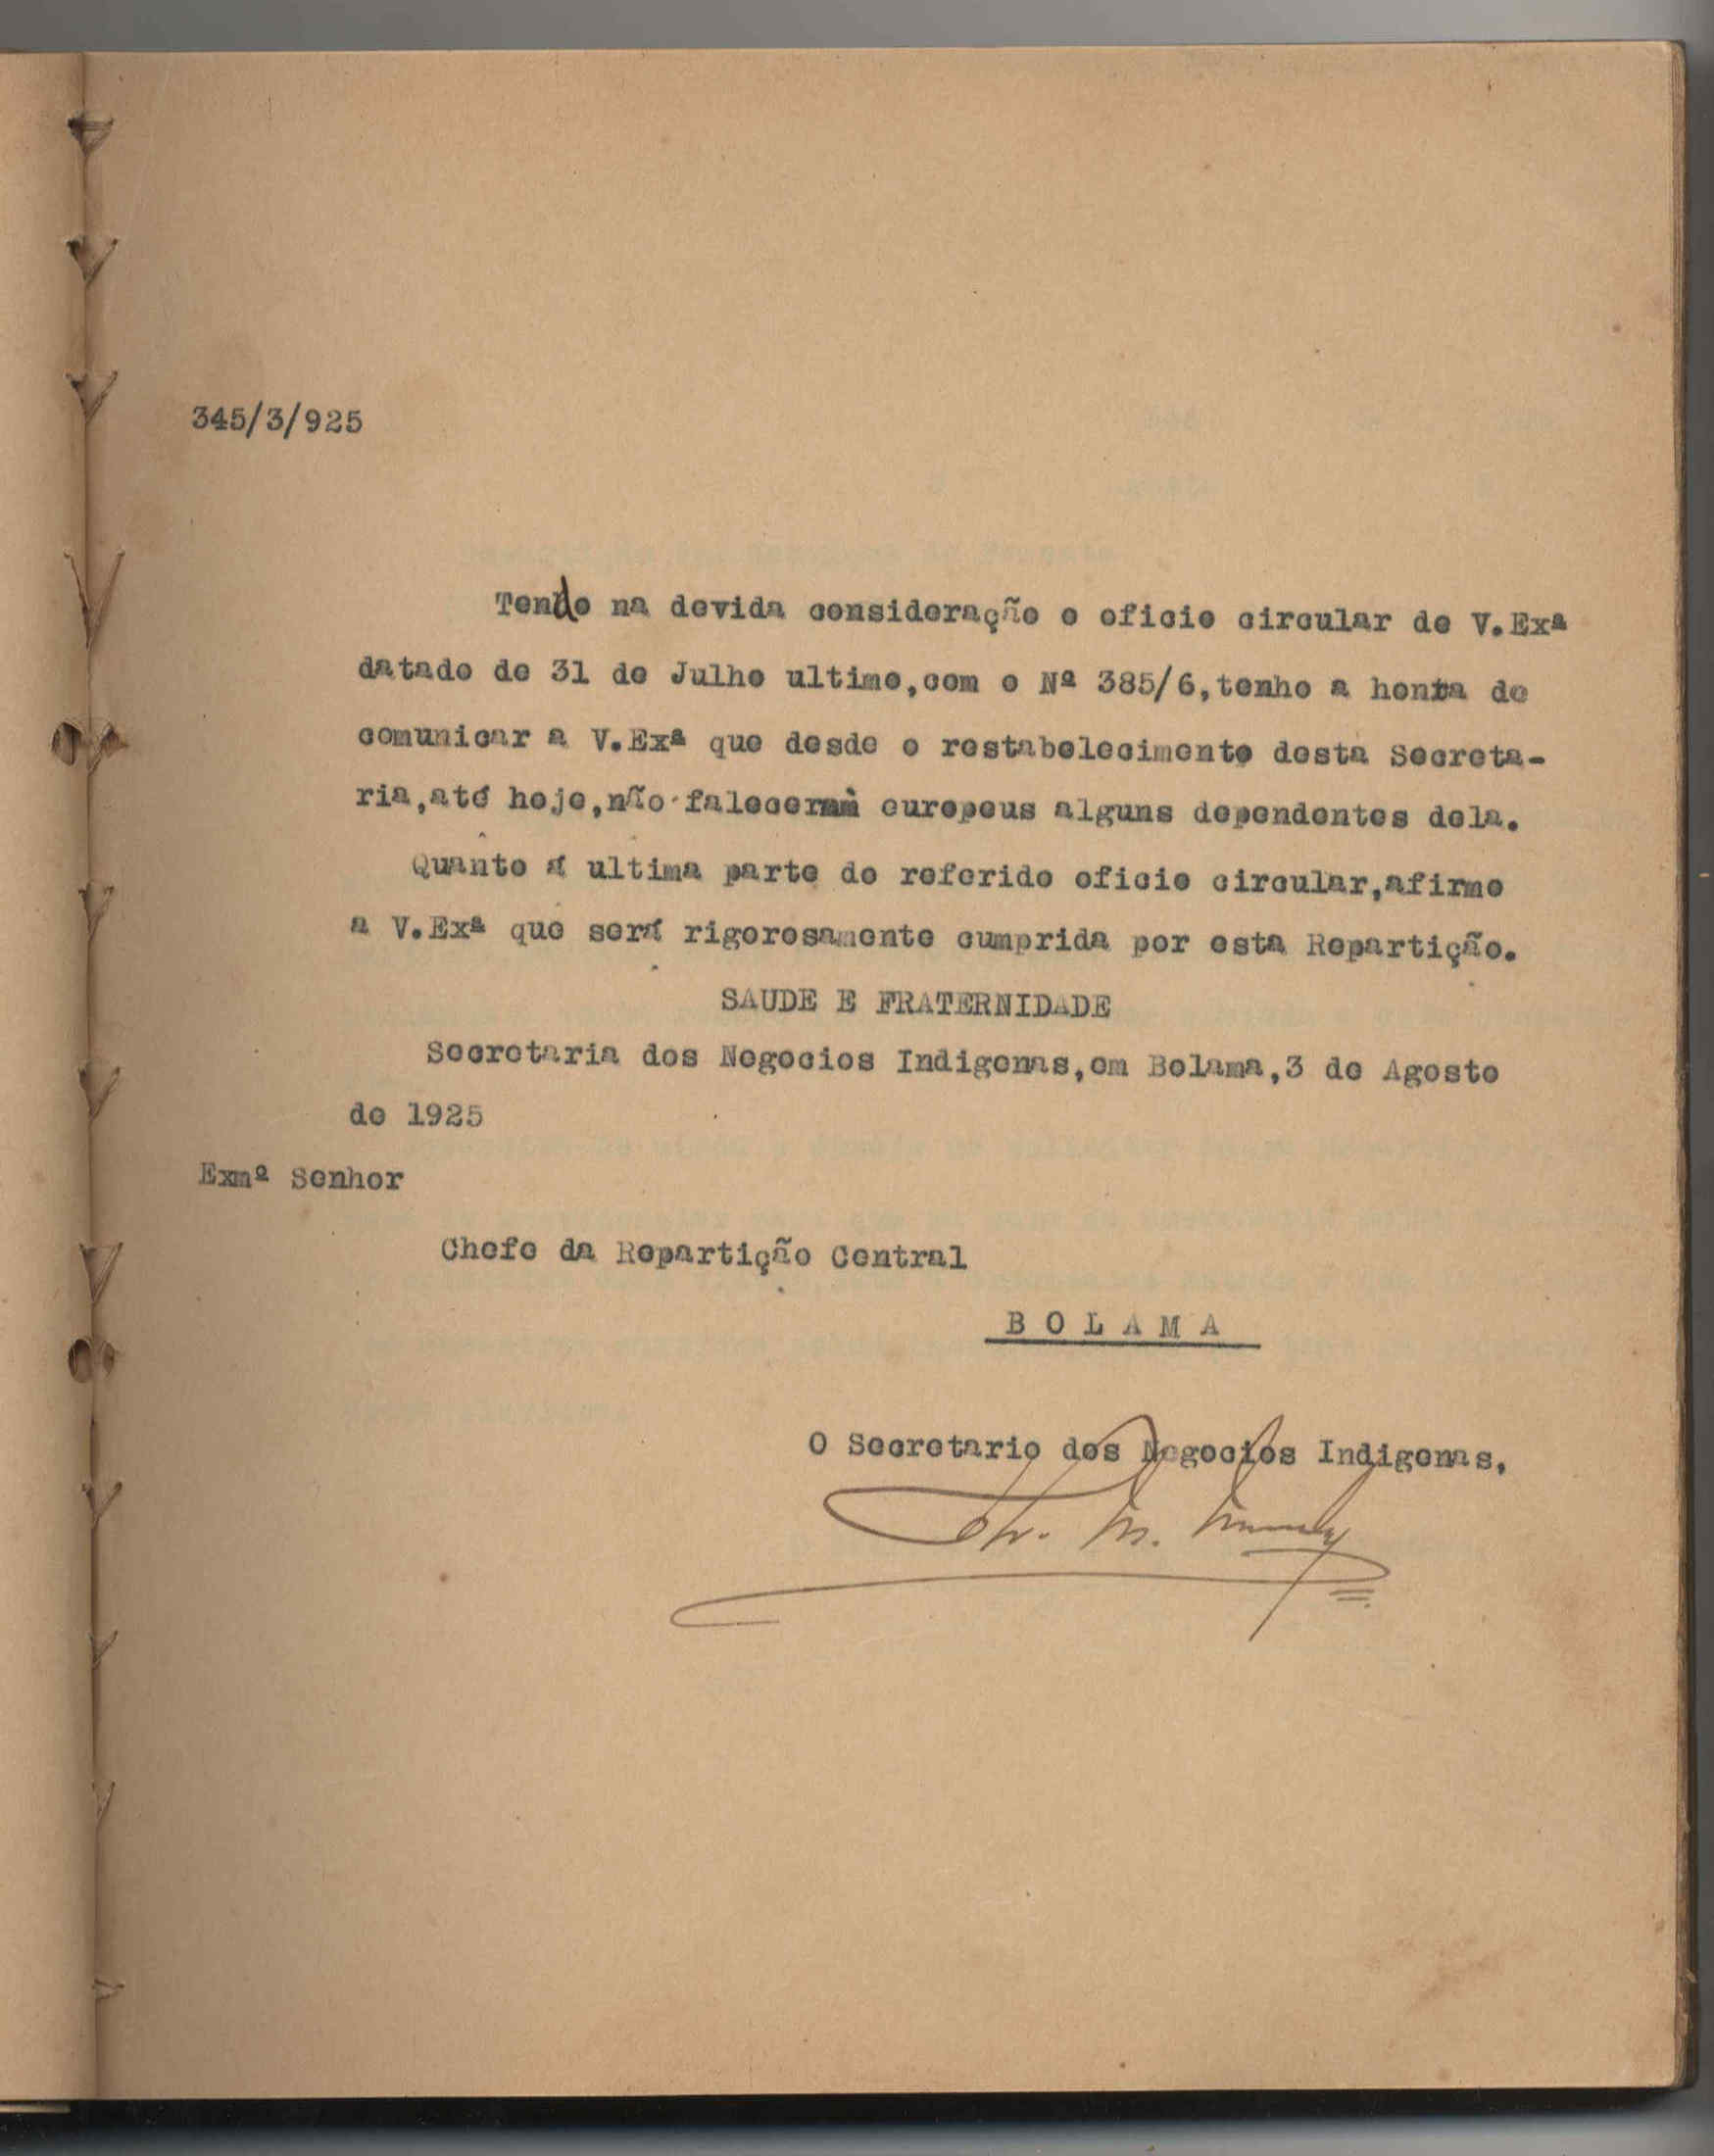 345/3/925
Tendo na devida consideração o oficio circular de V.Exª
datado de 31 de Julho ultimo,com o Nª 385/6,tenho a honra de
comunicar a V.Exª que desde o restabelecimento desta Secreta-
ria,até hoje,não faleceram europeus alguns dependentes dela.
Quanto á ultima parte do referido oficio circular,afirmo
a V.Exª que será rigorosamente cumprida por esta Repartição.
SAUDE E FRATERNIDADE
Secretaria dos Negocios Indigenas,em Bolama,3 de Agosto
de 1925
Exmº Senhor
Chefe da Repartição Central
B O L A M A
O Secretario dos Negocios Indigenas,